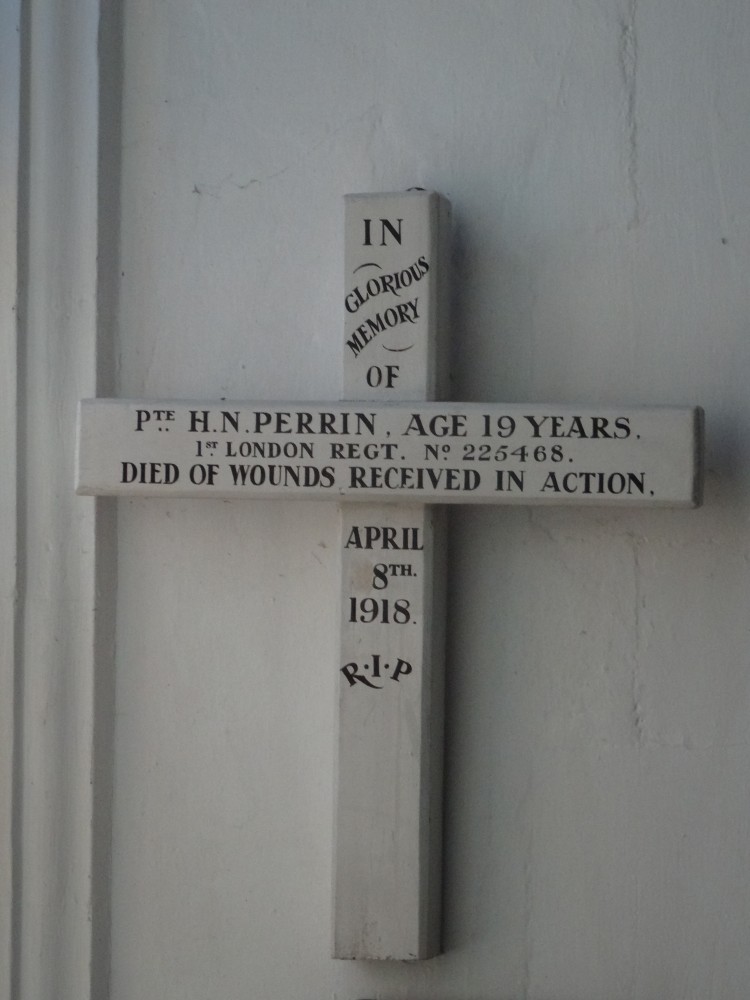 IN
GLORIOUS
MEMORY
OF
PTE H.N. PERRIN, AGE 19 YEARS.
1ST LONDON REGT. No 225468.
DIED OF WOUNDS RECEIVED IN ACTION,
APRIL
8TH.
1918.
R·I·P